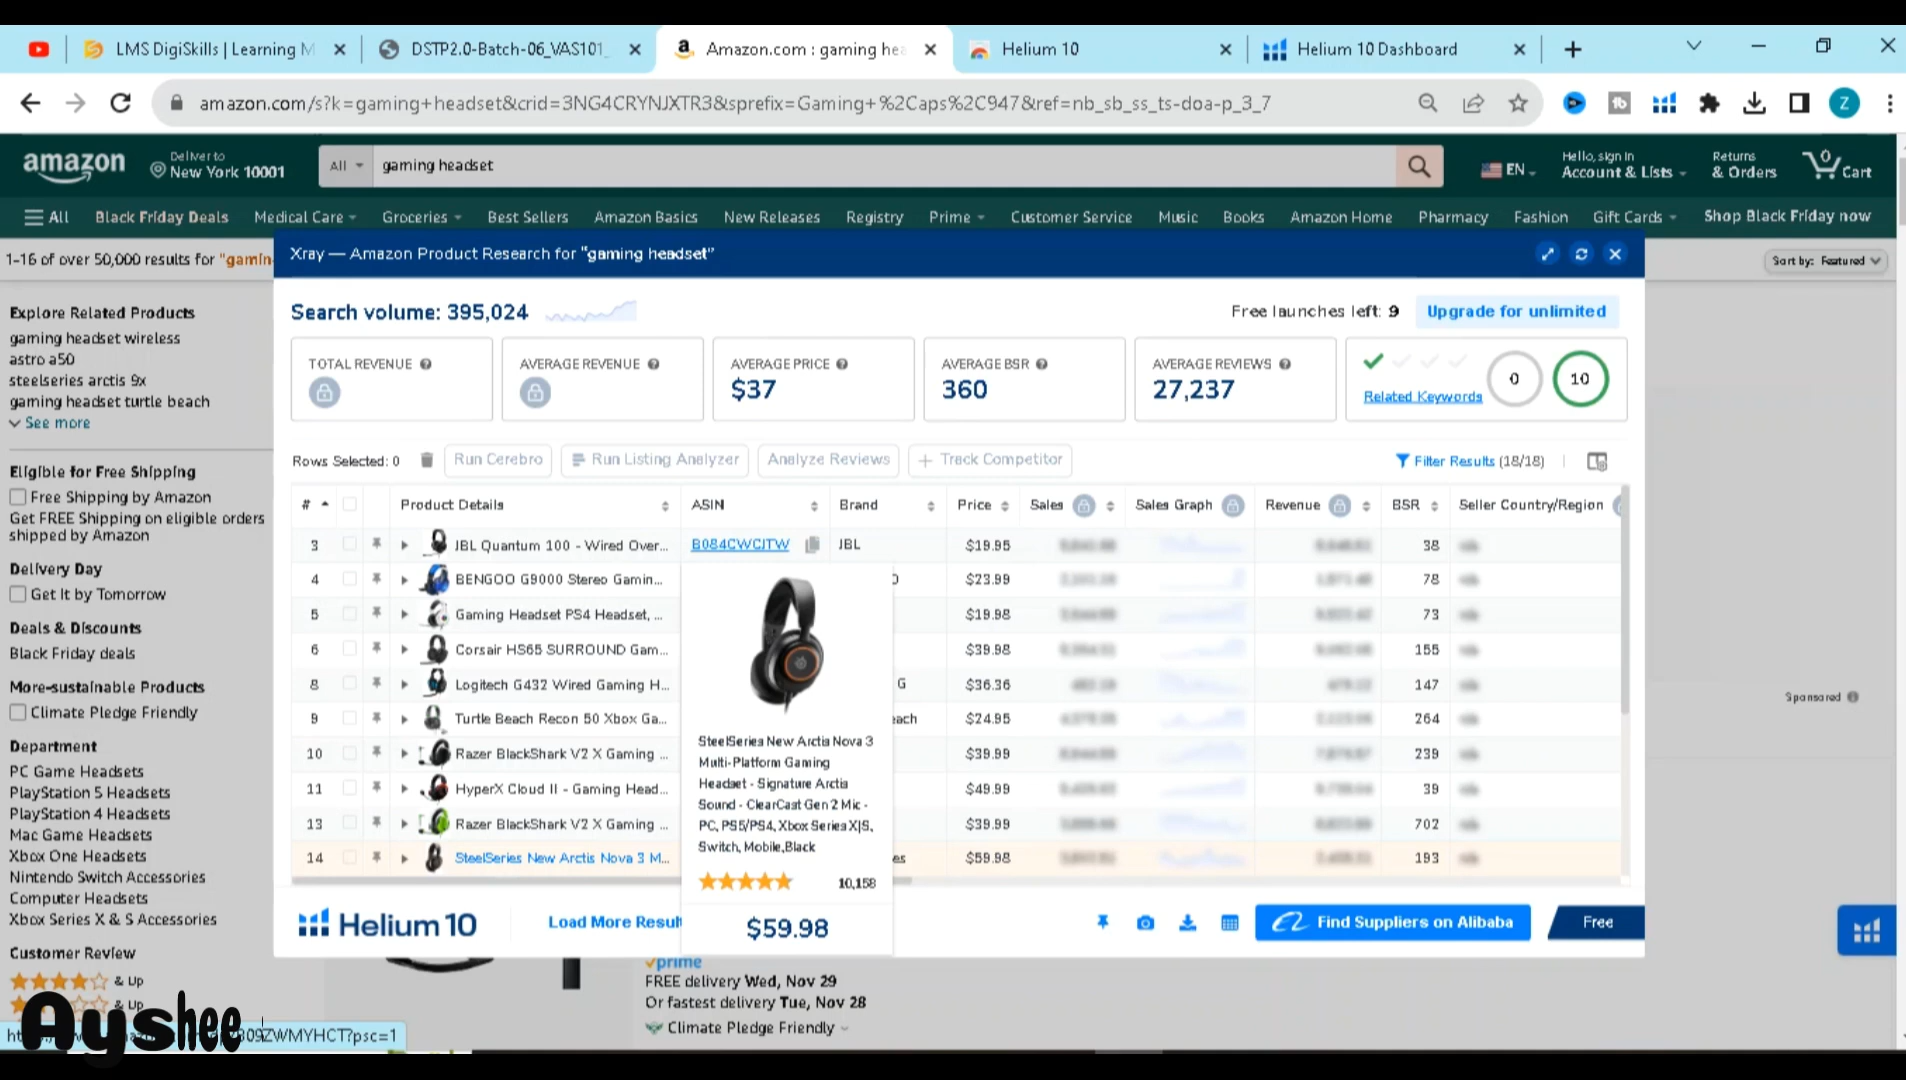 LMS DigiSkills | Learning M
DSTP2.0-Batch-06_VAS101_
Amazon.com : gaming hea
Helium 10
Helium 10 Dashboard
amazon.com/s?k=gaming+headset&crid=3NG4CRYNJXTR3&sprefix=Gaming+%2Caps%2C947&ref=nb_sb_ss_ts-doa-p_3_7
Z
amazon
Deliver to
New York 10001
All
gaming headset
EN
Hello, sign in
Account & Lists
Returns
& Orders
0
Cart
All
Black Friday Deals
Medical Care
Groceries
Best Sellers
Amazon Basics
New Releases
Registry
Prime
Customer Service
Music
Books
Amazon Home
Pharmacy
Fashion
Gift Cards
Shop Black Friday now
1-16 of over 50,000 results for "gamin
Sort by: Featured
Xray — Amazon Product Research for "gaming headset"
Explore Related Products
gaming headset wireless
astro a50
steelseries arctis 9x
gaming headset turtle beach
See more
Eligible for Free Shipping
Free Shipping by Amazon
Get FREE Shipping on eligible orders
shipped by Amazon
Delivery Day
Get It by Tomorrow
Deals & Discounts
Black Friday deals
More-sustainable Products
Climate Pledge Friendly
Department
PC Game Headsets
PlayStation 5 Headsets
PlayStation 4 Headsets
Mac Game Headsets
Xbox One Headsets
Nintendo Switch Accessories
Computer Headsets
Xbox Series X & S Accessories
Customer Review
& Up
& Up
Search volume: 395,024
Free launches left: 9
Upgrade for unlimited
TOTAL REVENUE
AVERAGE REVENUE
AVERAGE PRICE
$37
AVERAGE BSR
360
AVERAGE REVIEWS
27,237
Related Keywords
0
10
Rows Selected: 0
Run Cerebro
Run Listing Analyzer
Analyze Reviews
Track Competitor
Filter Results (18/18)
# Product Details ASIN Brand Price Sales Sales Graph Revenue BSR Seller Country/Region
3 JBL Quantum 100 - Wired Over... B084CWCJTW JBL $19.95 38
4 BENGOO G9000 Stereo Gamin... O $23.99 78
5 Gaming Headset PS4 Headset, ... $19.98 73
6 Corsair HS65 SURROUND Gam... $39.98 155
8 Logitech G432 Wired Gaming H... G $36.36 147
9 Turtle Beach Recon 50 Xbox Ga... each $24.95 264
10 Razer BlackShark V2 X Gaming ... $39.99 239
11 HyperX Cloud II - Gaming Head... $49.99 39
13 Razer BlackShark V2 X Gaming ... $39.99 702
14 SteelSeries New Arctis Nova 3 M... es $59.98 193
SteelSeries New Arctis Nova 3
Multi-Platform Gaming
Headset - Signature Arctis
Sound - ClearCast Gen 2 Mic -
PC, PS5/PS4, Xbox Series X|S,
Switch, Mobile,Black
10,158
$59.98
Helium 10
Load More Result
Find Suppliers on Alibaba
Free
Sponsored
prime
FREE delivery Wed, Nov 29
Or fastest delivery Tue, Nov 28
Climate Pledge Friendly
Ayshee
B09ZWMYHCT?psc=1